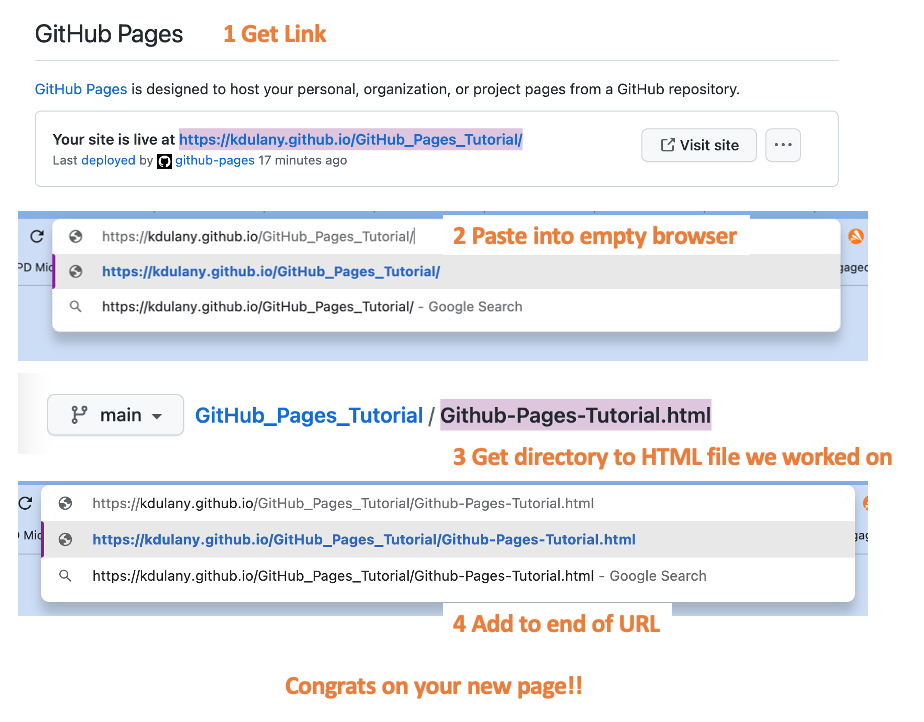 GitHub Pages 1 Get Link
GitHub Pages is designed to host your personal, organization, or project pages from a GitHub repository.
Your site is live at https://kdulany.github.io/GitHub_Pages_Tutorial/
Last deployed by github-pages 17 minutes ago
Visit site
https://kdulany.github.io/GitHub_Pages_Tutorial/ 2 Paste into empty browser
PD Mic https://kdulany.github.io/GitHub_Pages_Tutorial/ gagec
https://kdulany.github.io/GitHub_Pages_Tutorial/ - Google Search
main GitHub_Pages_Tutorial / Github-Pages-Tutorial.html
3 Get directory to HTML file we worked on
https://kdulany.github.io/GitHub_Pages_Tutorial/Github-Pages-Tutorial.html
Mic https://kdulany.github.io/GitHub_Pages_Tutorial/Github-Pages-Tutorial.html gag
https://kdulany.github.io/GitHub_Pages_Tutorial/Github-Pages-Tutorial.html - Google Search
4 Add to end of URL
Congrats on your new page!!